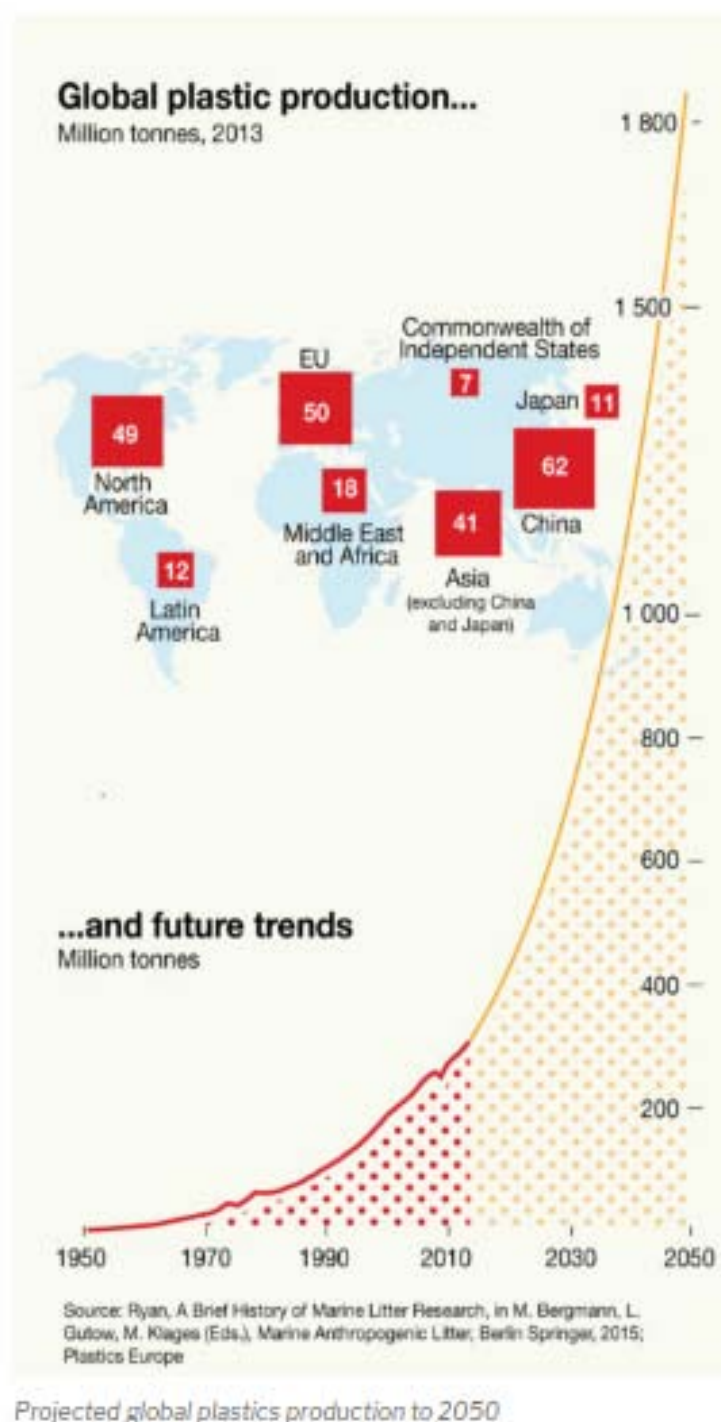 Global plastic production...
Million tonnes, 2013
1 800
1 500
Commonwealth of
Independent States
7
EU
50
Japan 11
49
North
America
18
Middle East
and Africa
62
China
41
Asia
(excluding China
and Japan)
12
Latin
America
1 000
800
600
...and future trends
Million tonnes
400
200
1950 1970 1990 2010 2030 2050
Source: Ryan, A Brief History of Marine Litter Research, in M. Bergmann, L.
Gutow, M. Klages (Eds.), Marine Anthropogenic Litter, Berlin Springer, 2015;
Plastics Europe
Projected global plastics production to 2050